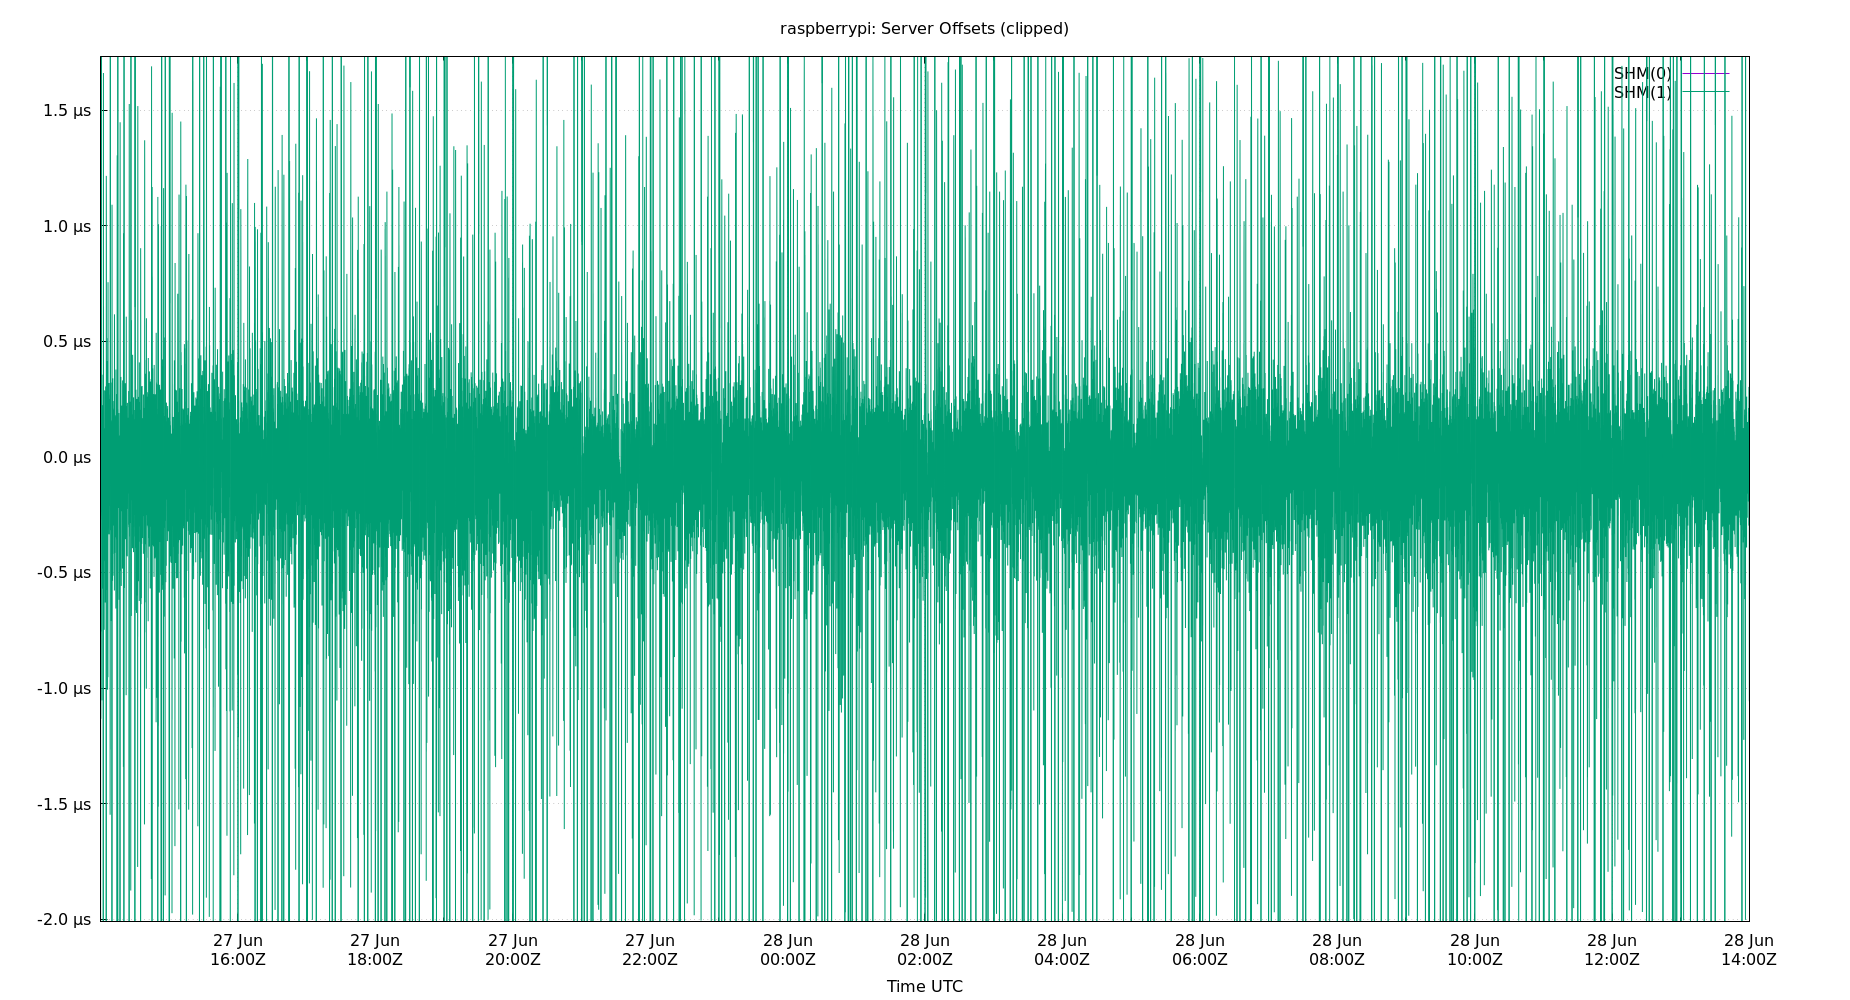 raspberrypi: Server Offsets (clipped)
SHM(0)
SHM(1)
1.5 µs
1.0 µs
0.5 µs
0.0 µs
-0.5 µs
-1.0 µs
-1.5 µs
-2.0 µs
27 Jun 27 Jun 27 Jun 27 Jun 28 Jun 28 Jun 28 Jun 28 Jun 28 Jun 28 Jun 28 Jun 28 Jun
16:00Z 18:00Z 20:00Z 22:00Z 00:00Z 02:00Z 04:00Z 06:00Z 08:00Z 10:00Z 12:00Z 14:00Z
Time UTC